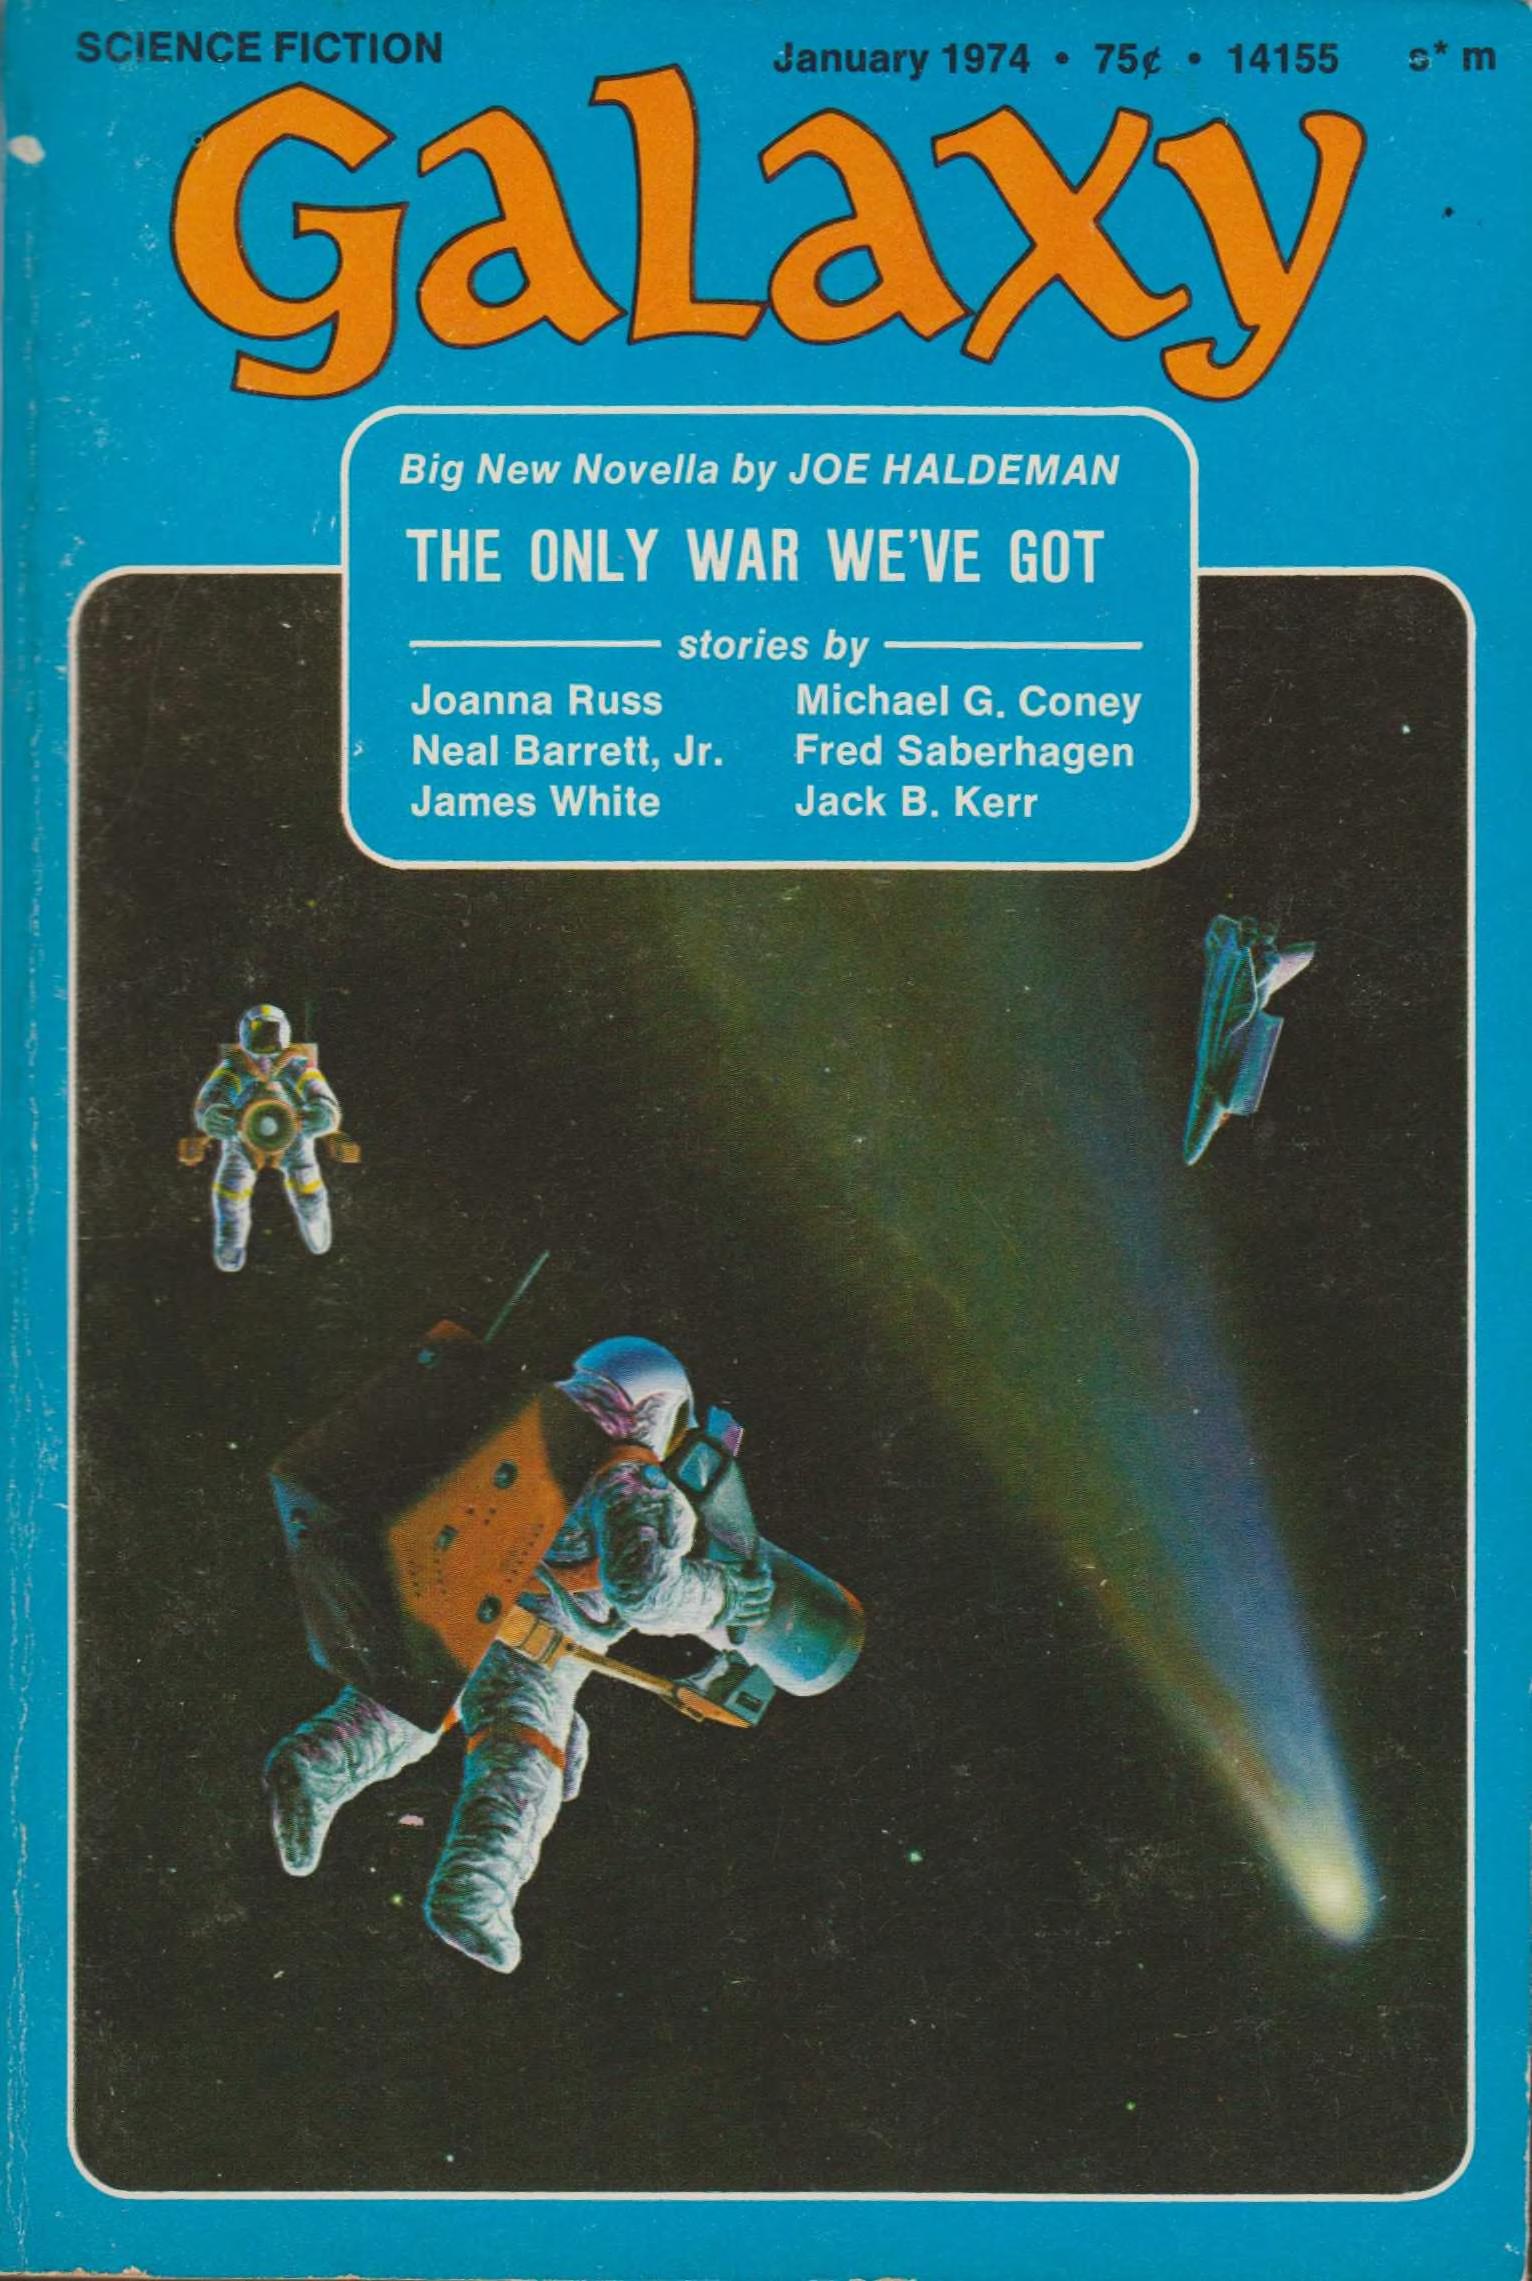 SCIENCE FICTION
January 1974 • 75¢ • 14155 s* m
Galaxy
Big New Novella by JOE HALDEMAN
THE ONLY WAR WE'VE GOT
stories by
Joanna Russ
Neal Barrett, Jr.
James White
Michael G. Coney
Fred Saberhagen
Jack B. Kerr